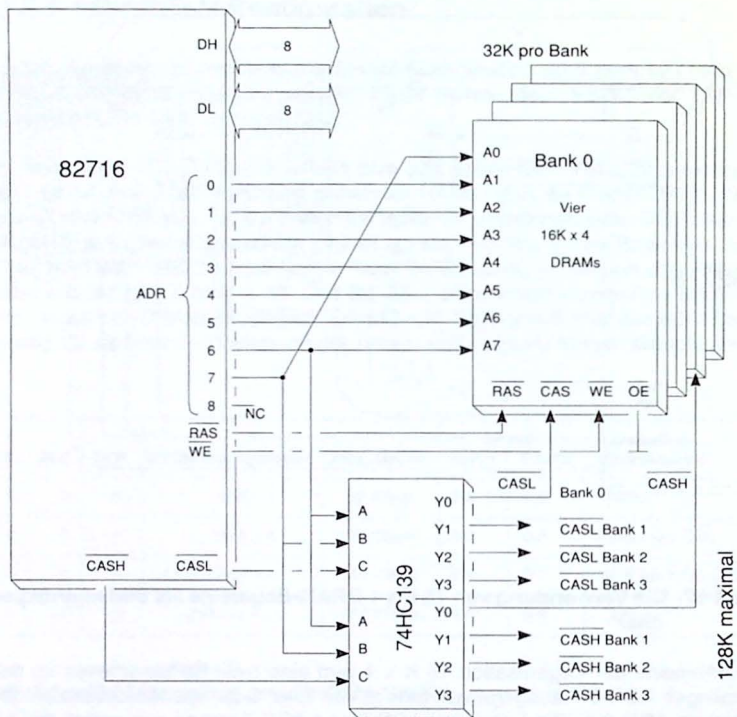 DH
8
DL
8
82716
0
1
2
3
4
5
6
7
8
ADR
NC
RAS
WE
CASH
CASL
32K pro Bank
Bank 0
Vier
16K x 4
DRAMs
A0
A1
A2
A3
A4
A5
A6
A7
RAS
CAS
WE
OE
CASL
Bank 0
CASH
74HC139
A
B
C
A
B
C
Y0
Y1
Y2
Y3
Y0
Y1
Y2
Y3
CASL Bank 1
CASL Bank 2
CASL Bank 3
CASH Bank 1
CASH Bank 2
CASH Bank 3
128K maximal